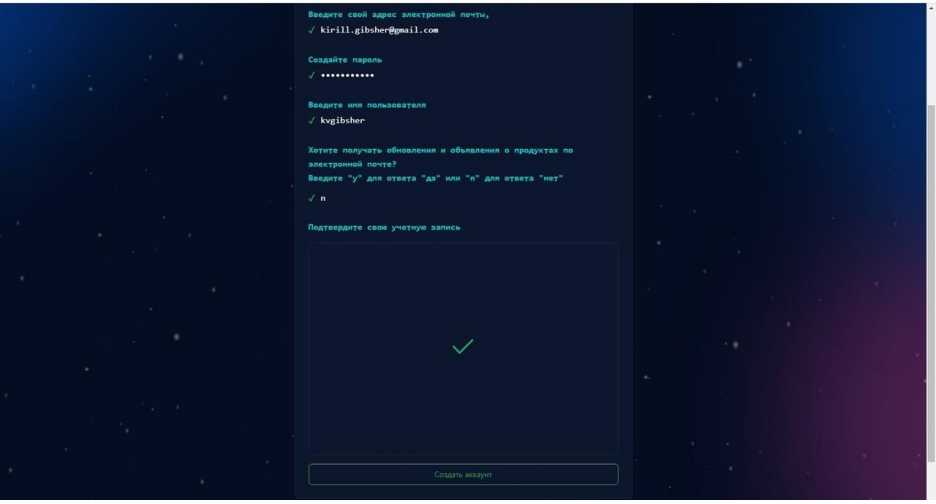 Введите свой адрес электронной почты,
✓ kirill.gibsher@gmail.com
Создайте пароль
✓ •••••••••••
Введите имя пользователя
✓ kvgibsher
Хотите получать обновления и объявления о продуктах по
электронной почте?
Введите "y" для ответа "да" или "n" для ответа "нет"
✓ n
Подтвердите свою учетную запись
Создать аккаунт